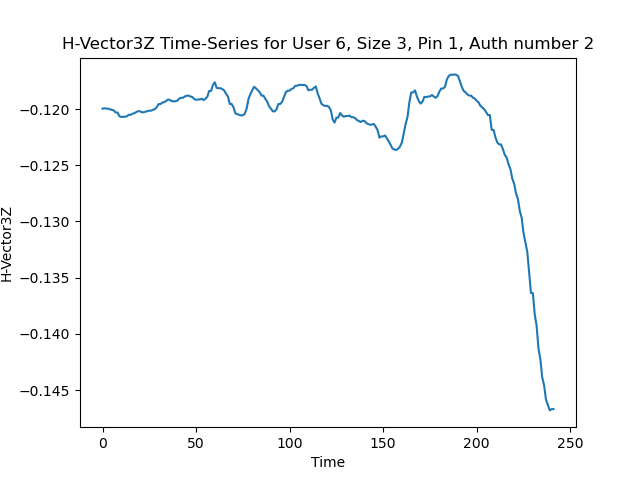 H-Vector3Z Time-Series for User 6, Size 3, Pin 1, Auth number 2
H-Vector3Z
−0.120
−0.125
−0.130
−0.135
−0.140
−0.145
0 50 100 150 200 250
Time